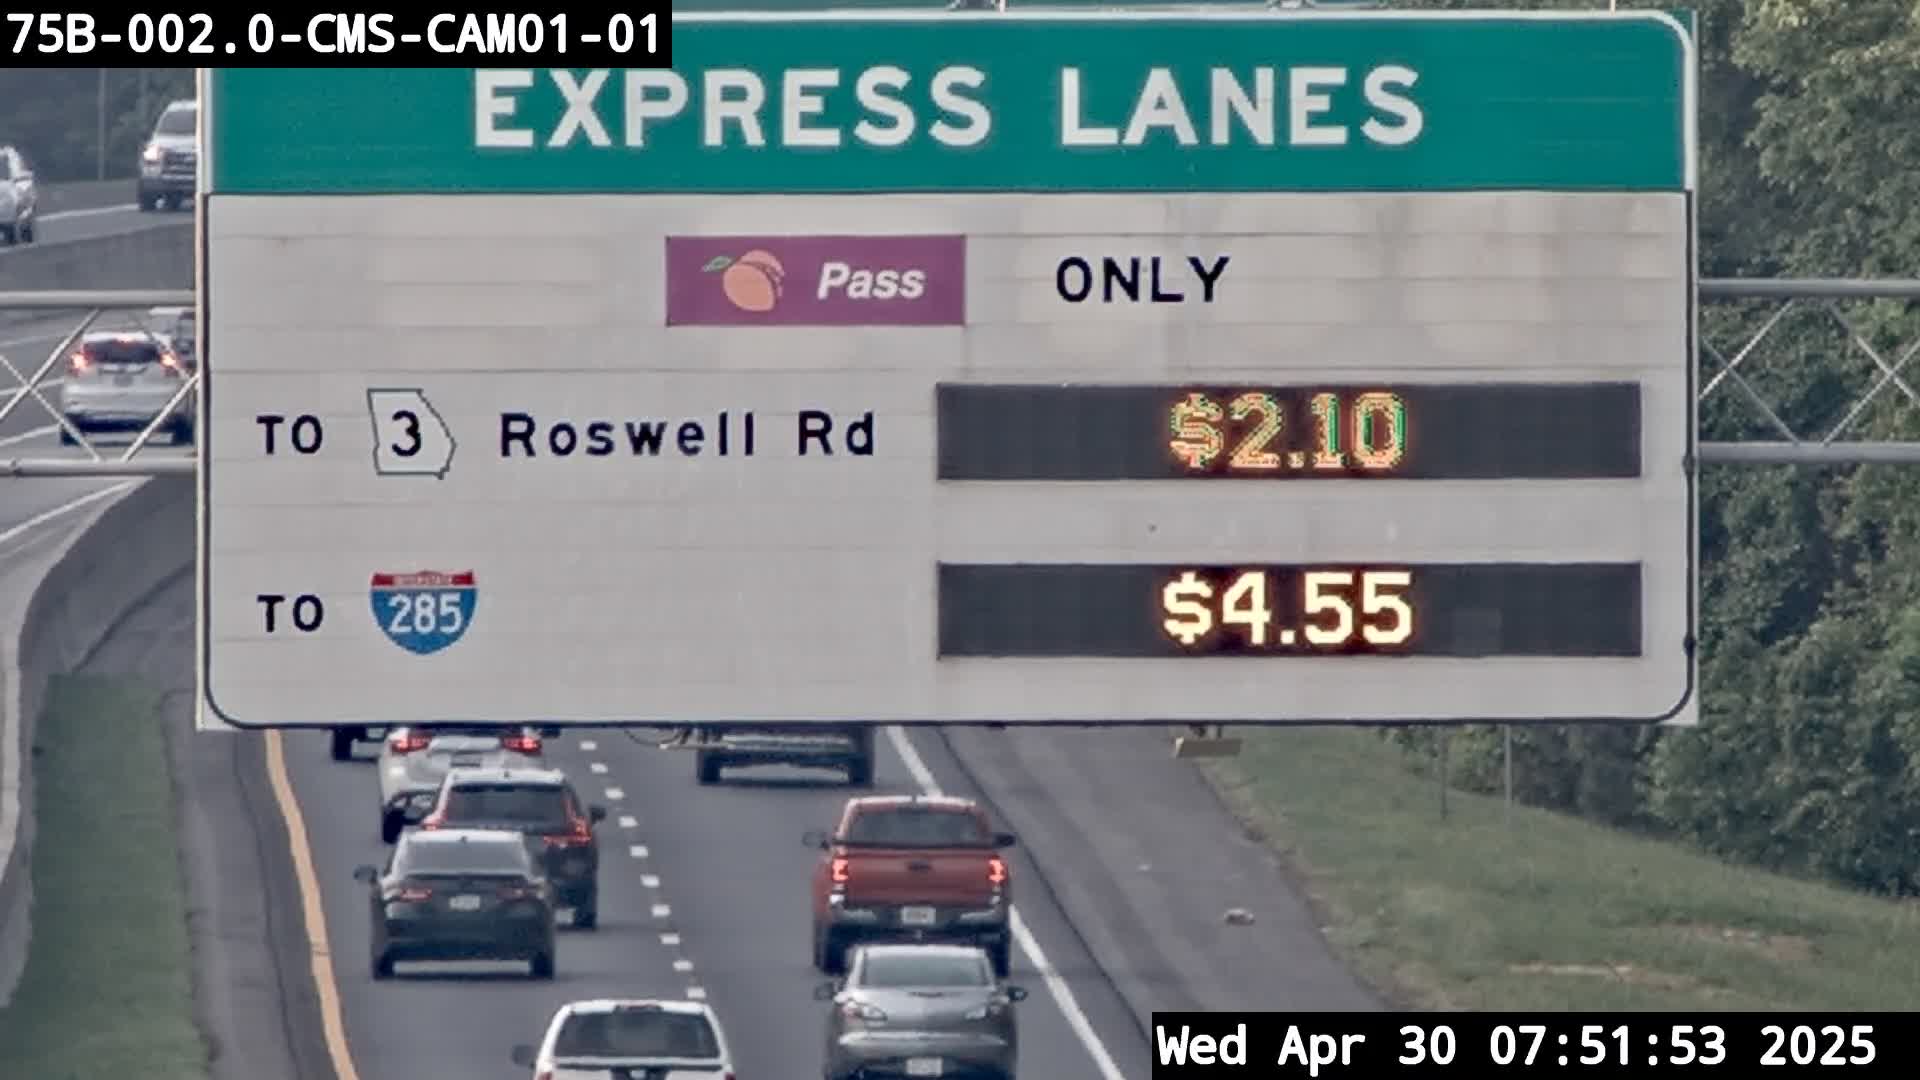 75B-002.0-CMS-CAM01-01
EXPRESS LANES
Pass ONLY
TO 3 Roswell Rd $2.10
INTERSTATE
TO 285 $4.55
Wed Apr 30 07:51:53 2025